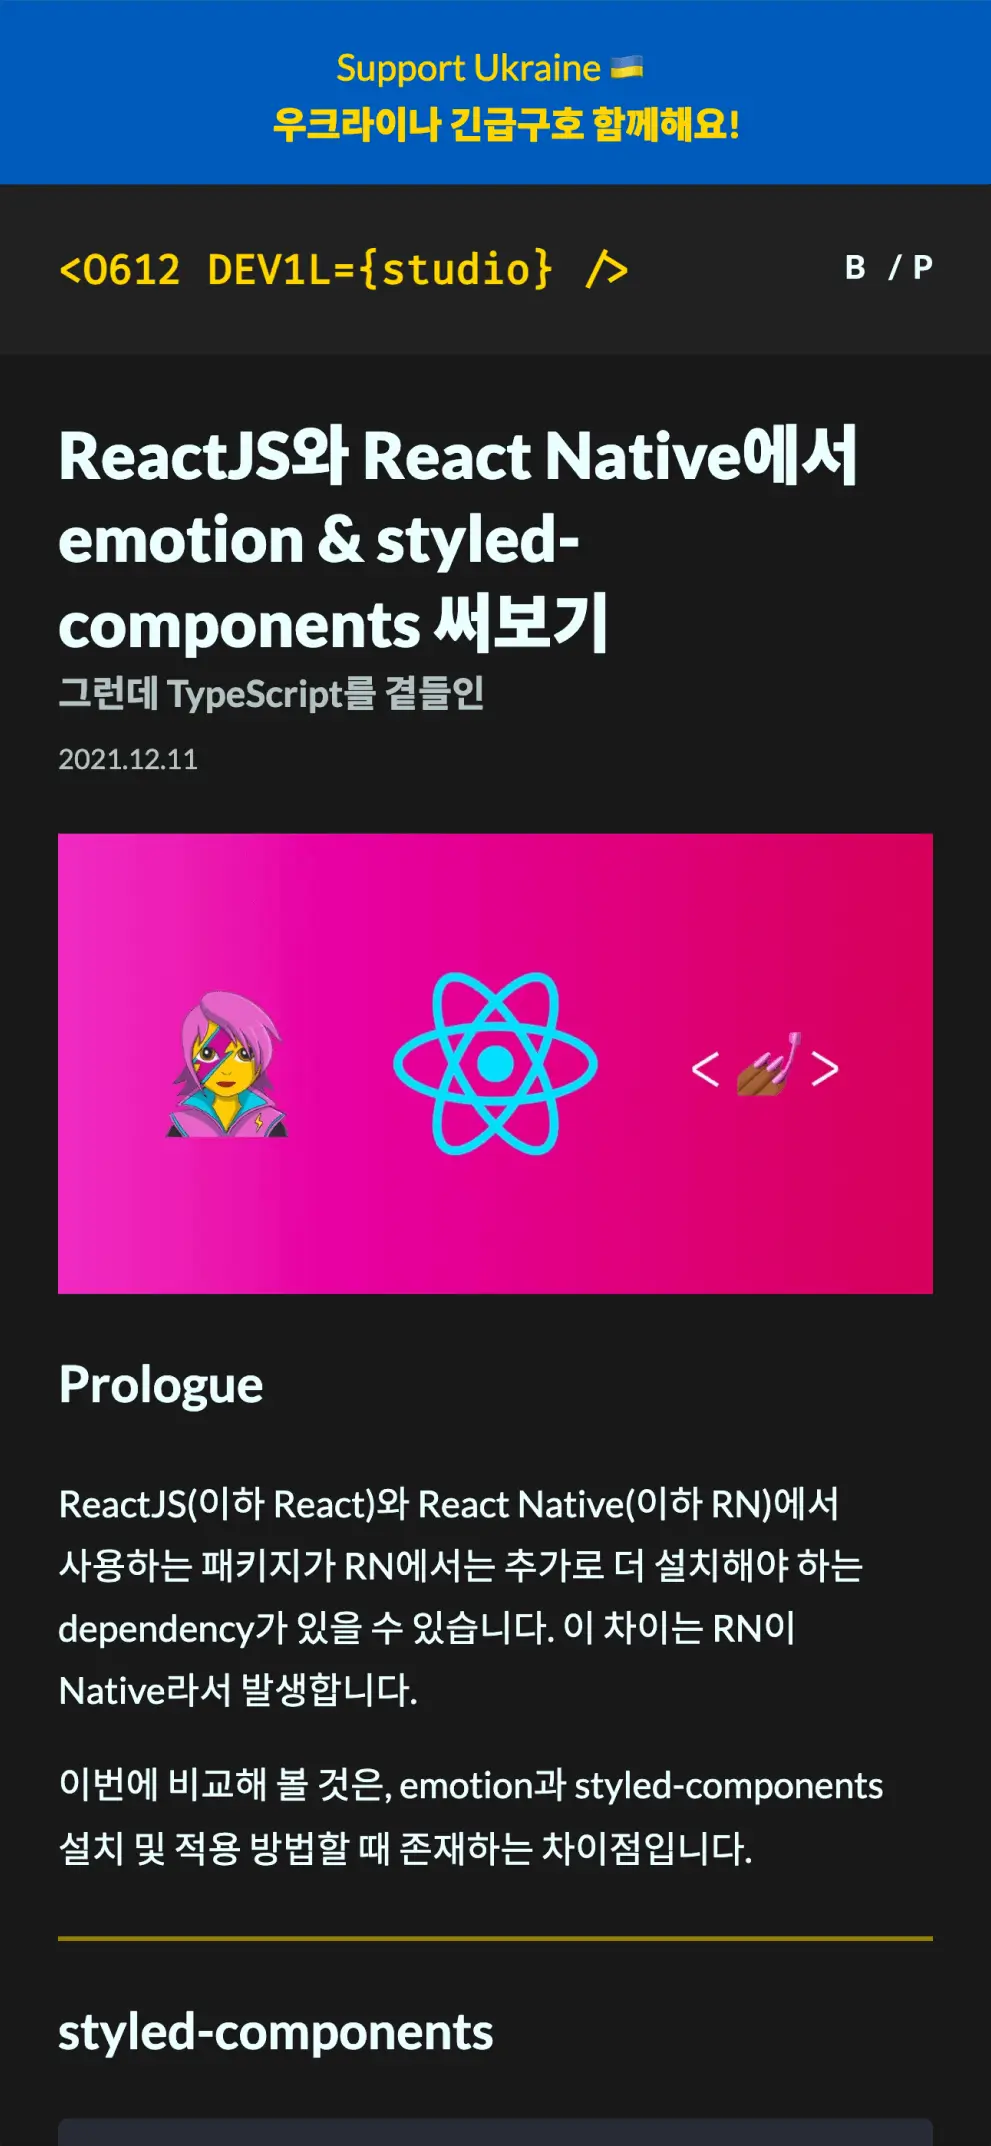 Support Ukraine 🇺🇦
우크라이나 긴급구호 함께해요!
<O612 DEV1L={studio} />
B / P
ReactJS와 React Native에서
emotion & styled-
components 써보기
그런데 TypeScript를 곁들인
2021.12.11
< 💅🏾 >
Prologue
ReactJS(이하 React)와 React Native(이하 RN)에서
사용하는 패키지가 RN에서는 추가로 더 설치해야 하는
dependency가 있을 수 있습니다. 이 차이는 RN이
Native라서 발생합니다.
이번에 비교해 볼 것은, emotion과 styled-components
설치 및 적용 방법할 때 존재하는 차이점입니다.
styled-components